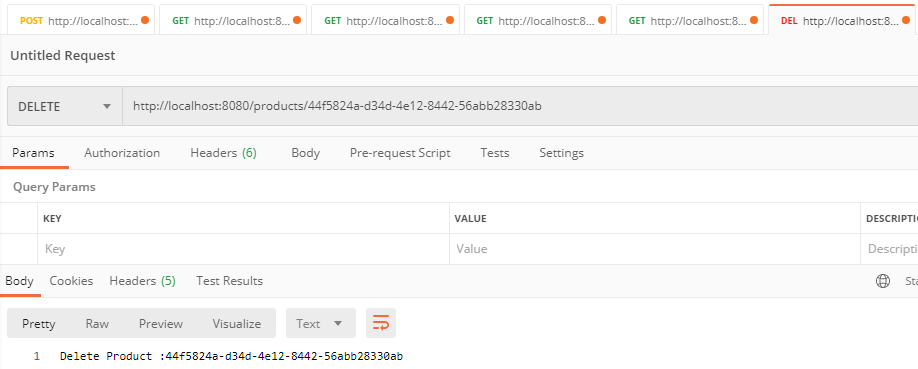 POST http://localhost:... GET http://localhost:8... GET http://localhost:8... GET http://localhost:8... GET http://localhost:8... DEL http://localhost:8...
Untitled Request
DELETE http://localhost:8080/products/44f5824a-d34d-4e12-8442-56abb28330ab
Params Authorization Headers (6) Body Pre-request Script Tests Settings
Query Params
KEY VALUE DESCRIPTI
Key Value Descripti
Body Cookies Headers (5) Test Results Sta
Pretty Raw Preview Visualize Text
1 Delete Product :44f5824a-d34d-4e12-8442-56abb28330ab